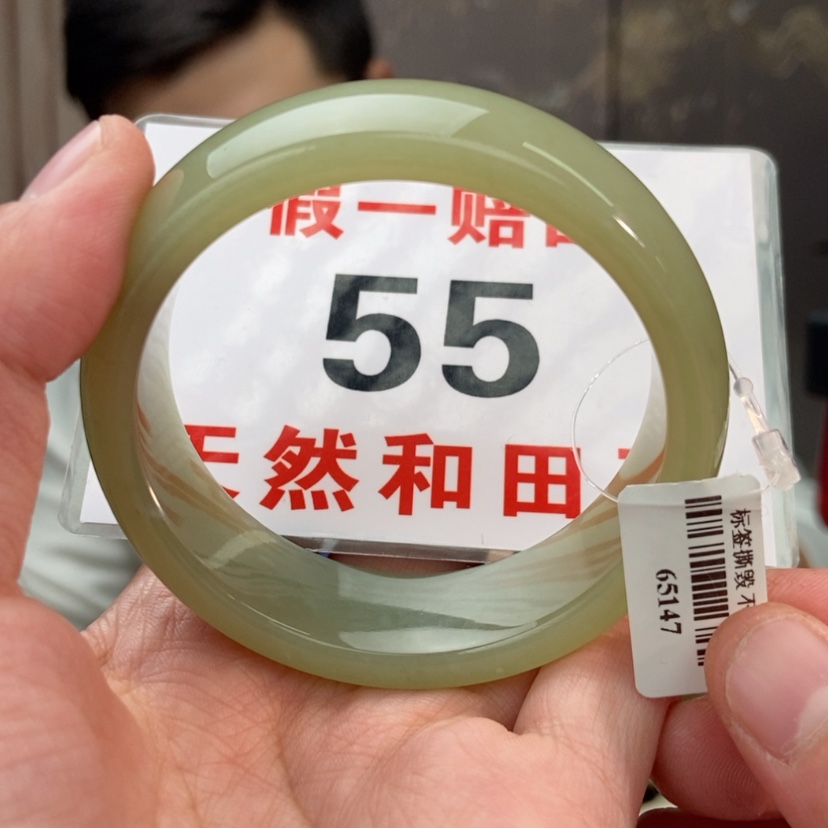 假一赔
55
天然和田
标签撕毁 不
65147